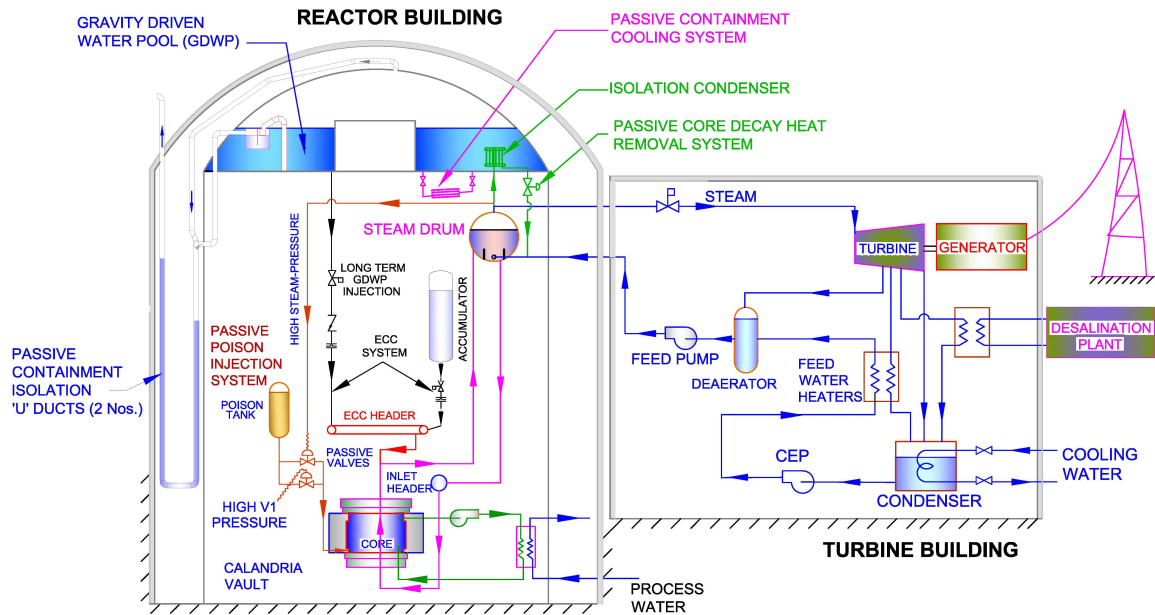 REACTOR BUILDING
GRAVITY DRIVEN
WATER POOL (GDWP)
PASSIVE CONTAINMENT
COOLING SYSTEM
ISOLATION CONDENSER
PASSIVE CORE DECAY HEAT
REMOVAL SYSTEM
STEAM
STEAM DRUM
TURBINE
GENERATOR
HIGH STEAM-PRESSURE
LONG TERM
GDWP
INJECTION
ACCUMULATOR
PASSIVE
POISON
INJECTION
SYSTEM
ECC
SYSTEM
FEED PUMP
DEAERATOR
DESALINATION
PLANT
PASSIVE
CONTAINMENT
ISOLATION
'U' DUCTS (2 Nos.)
POISON
TANK
FEED
WATER
HEATERS
ECC HEADER
PASSIVE
VALVES
INLET
HEADER
CEP
COOLING
WATER
CONDENSER
HIGH V1
PRESSURE
CORE
CALANDRIA
VAULT
TURBINE BUILDING
PROCESS
WATER